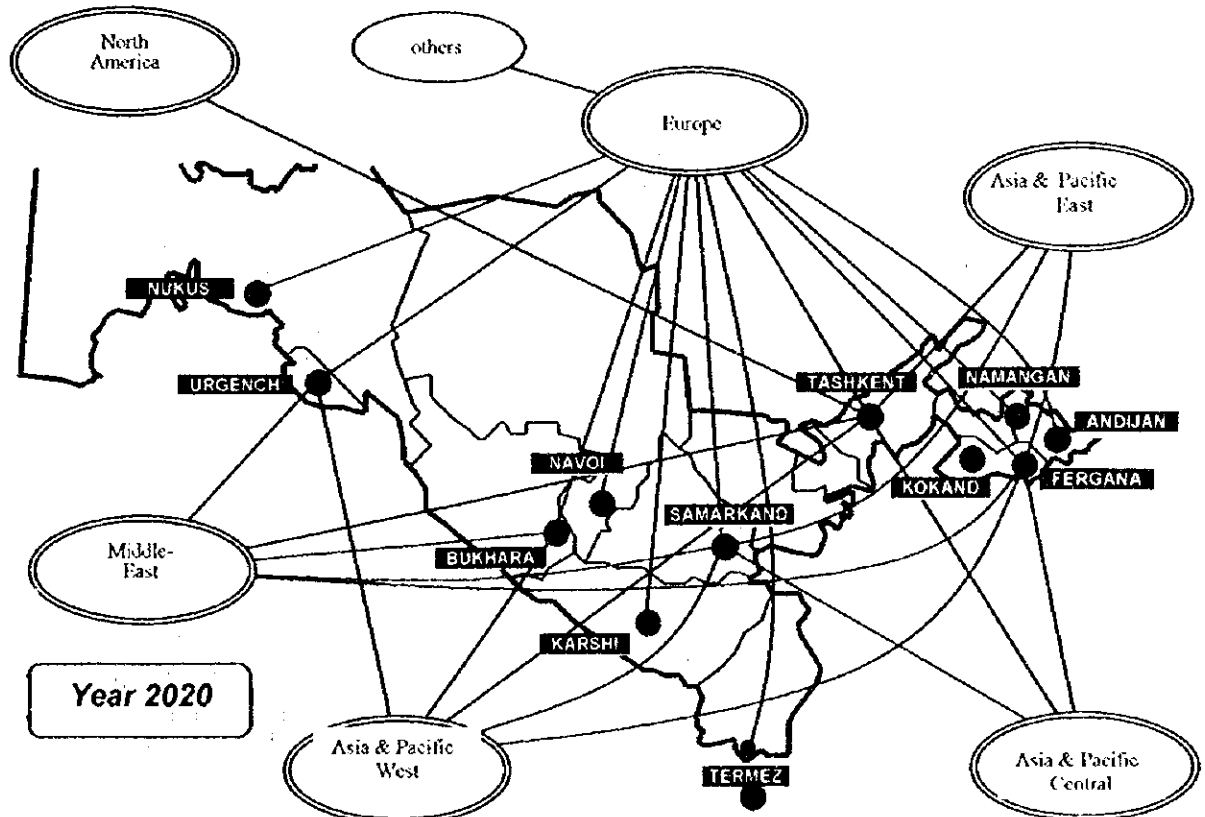 North
America
others
Europe
Asia & Pacific
East
NUKUS
URGENCH
TASHKENT
NAMANGAN
ANDIJAN
NAVOI
KOKAND
FERGANA
SAMARKAND
BUKHARA
Middle-
East
KARSHI
Year 2020
Asia & Pacific
West
TERMEZ
Asia & Pacific
Central